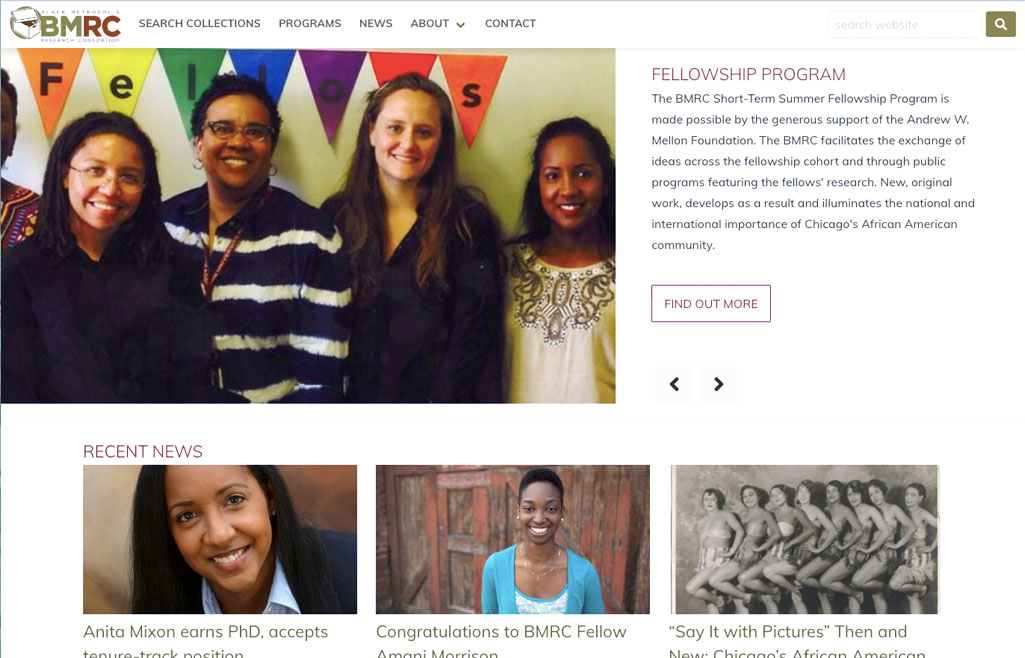 BLACK METROPOLIS
BMRC
RESEARCH CONSORTIUM
SEARCH COLLECTIONS
PROGRAMS
NEWS
ABOUT
CONTACT
search website
Fellows
FELLOWSHIP PROGRAM
The BMRC Short-Term Summer Fellowship Program is
made possible by the generous support of the Andrew W.
Mellon Foundation. The BMRC facilitates the exchange of
ideas across the fellowship cohort and through public
programs featuring the fellows' research. New, original
work, develops as a result and illuminates the national and
international importance of Chicago's African American
community.
FIND OUT MORE
RECENT NEWS
Anita Mixon earns PhD, accepts
tenure-track position
Congratulations to BMRC Fellow
Amani Morrison
“Say It with Pictures” Then and
New: Chicago’s African American